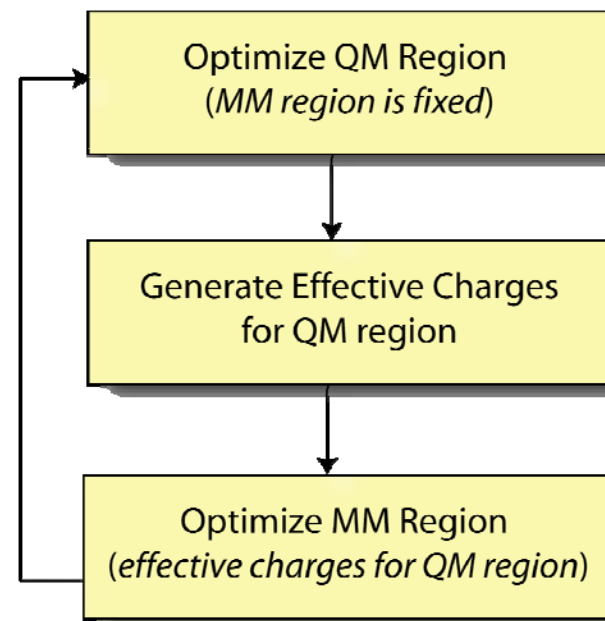 Optimize QM Region
(MM region is fixed)
Generate Effective Charges
for QM region
Optimize MM Region
(effective charges for QM region)